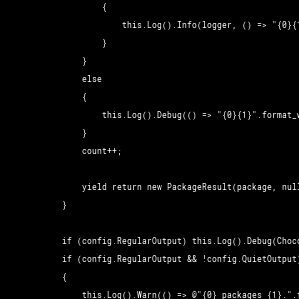 {
this.Log().Info(logger, () => "{0}{1
}
}
else
{
this.Log().Debug(() => "{0}{1}".format_w
}
count++;
yield return new PackageResult(package, null
}
if (config.RegularOutput) this.Log().Debug(Choco
if (config.RegularOutput && !config.QuietOutput)
{
this.Log().Warn(() => @"{0} packages {1}.".